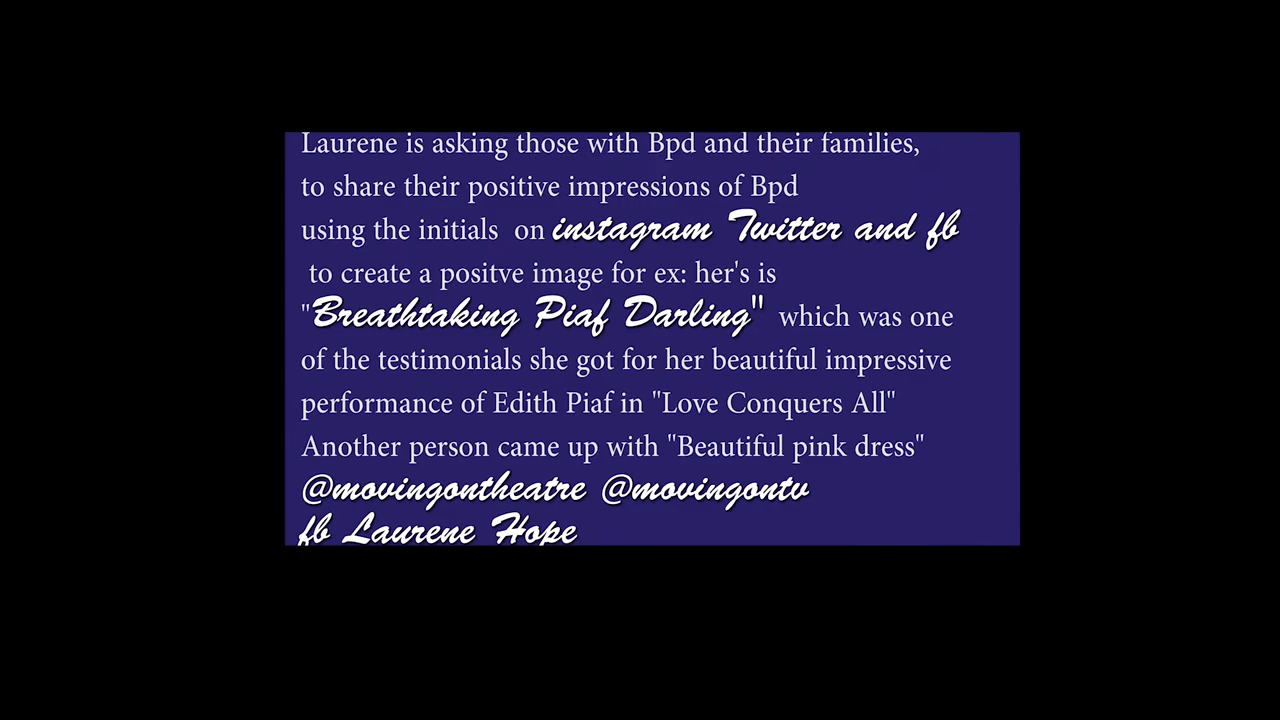 Laurene is asking those with Bpd and their families,
to share their positive impressions of Bpd
using the initials  on instagram Twitter and fb
to create a positve image for ex: her's is
"Breathtaking Piaf Darling"  which was one
of the testimonials she got for her beautiful impressive
performance of Edith Piaf in "Love Conquers All"
Another person came up with "Beautiful pink dress"
@movingontheatre @movingontv
fb Laurene Hope